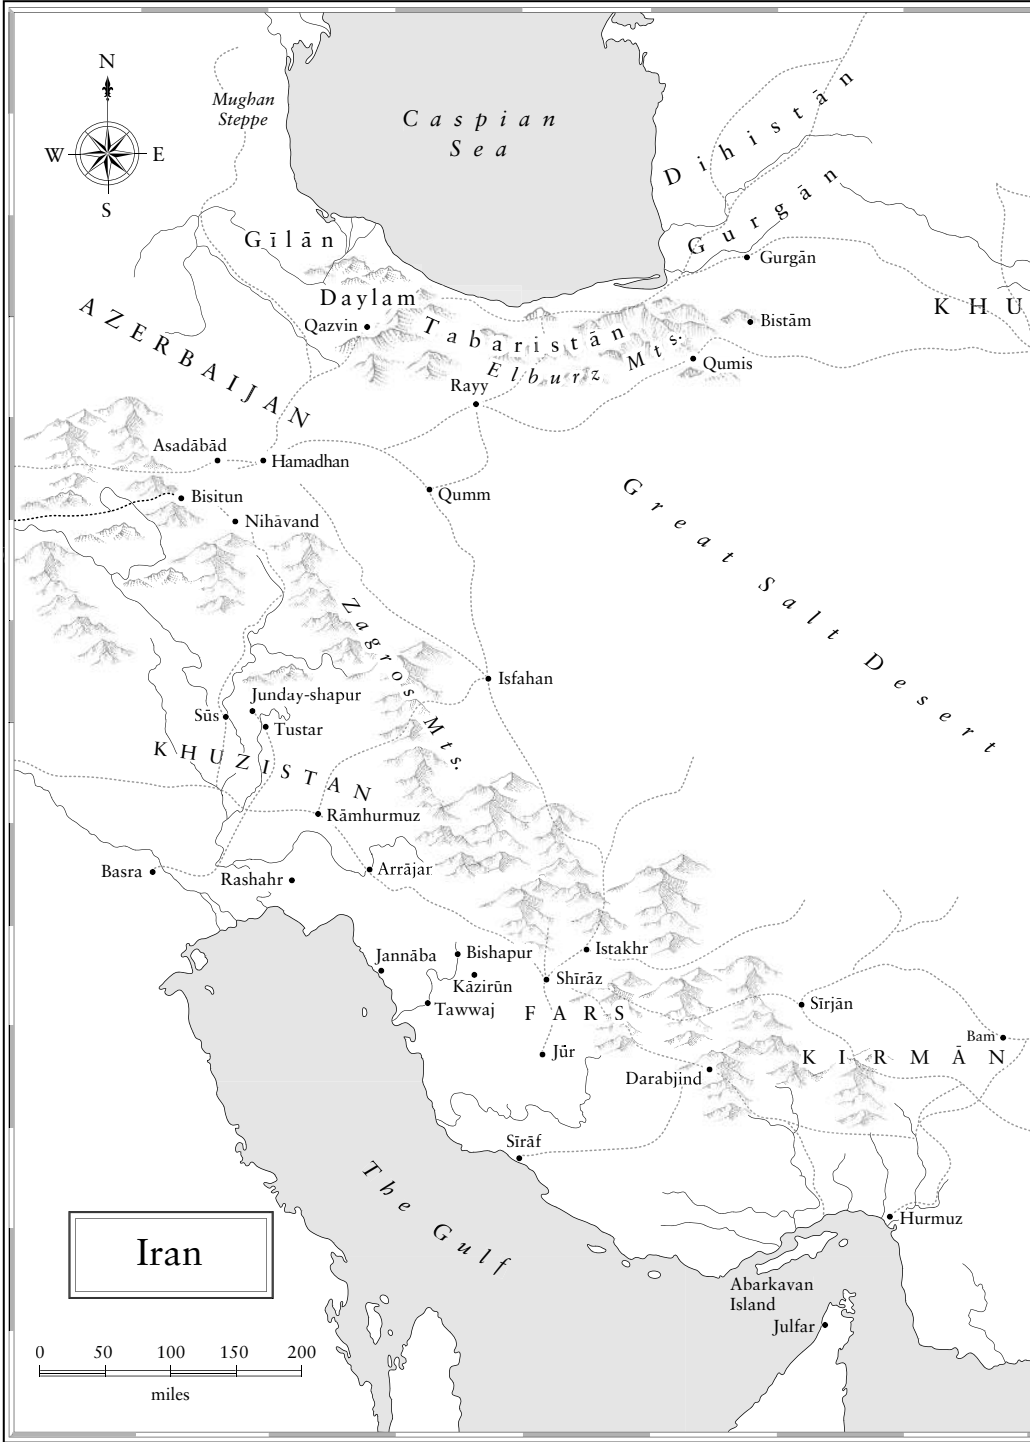 N
W
E
S
Mughan
Steppe
Caspian
Sea
Dihistān
Gurgān
Gīlān
Gurgān
Daylam
AZERBAIJAN
KHU
Qazvin
Tabaristān
Bistām
Elburz Mts.
Qumis
Rayy
Asadābād
Hamadhan
Bisitun
Qumm
Great Salt Desert
Nihāvand
Zagros Mts.
Isfahan
Junday-shapur
Sūs
Tustar
KHUZISTAN
Rāmhurmuz
Basra
Rashahr
Arrājan
Jannāba
Bishapur
Istakhr
Kāzirūn
Shīrāz
Tawwaj
FARS
Sīrjān
Bam
Jūr
KIRMĀN
Darabjind
Sīrāf
The Gulf
Hurmuz
Iran
Abarkavan
Island
Julfar
0 50 100 150 200
miles